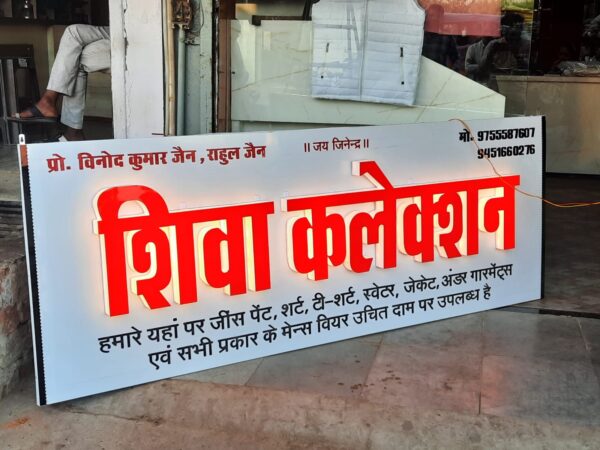 प्रो. विनोद कुमार जैन , राहुल जैन
॥ जय जिनेन्द्र ॥
मो. 9755587607
9451660276
शिवा कलेक्शन
हमारे यहां पर जींस पेंट, शर्ट, टी-शर्ट, स्वेटर, जेकेट, अंडर गारमेंट्स
एवं सभी प्रकार के मेन्स वियर उचित दाम पर उपलब्ध है